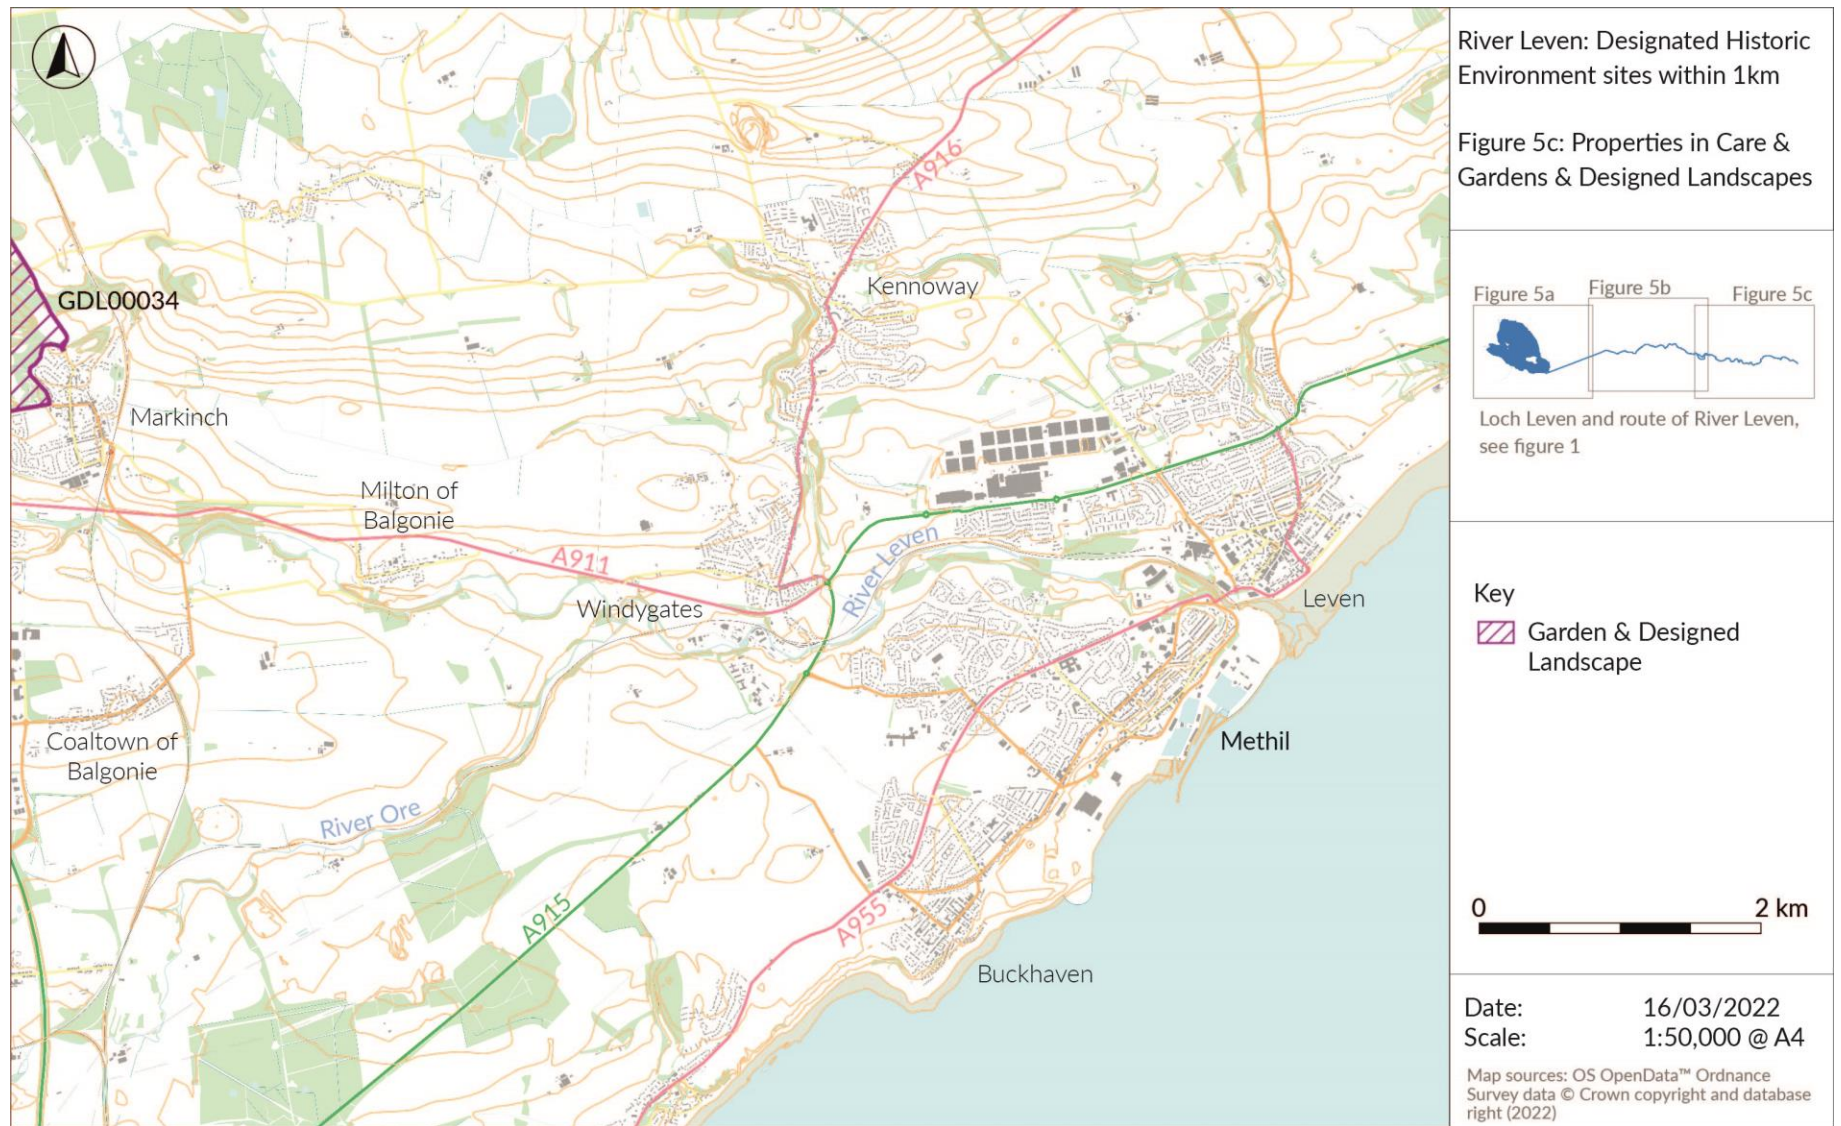 River Leven: Designated Historic
Environment sites within 1km
Figure 5c: Properties in Care &
Gardens & Designed Landscapes
Figure 5a
Figure 5b
Figure 5c
Loch Leven and route of River Leven,
see figure 1
Key
Garden & Designed
Landscape
0
2 km
Date:
16/03/2022
Scale:
1:50,000 @ A4
Map sources: OS OpenData™ Ordnance
Survey data © Crown copyright and database
right (2022)
A916
Kennoway
GDL00034
Markinch
Milton of
Balgonie
A911
River Leven
Windygates
Leven
Methil
Coaltown of
Balgonie
River Ore
A915
A955
Buckhaven